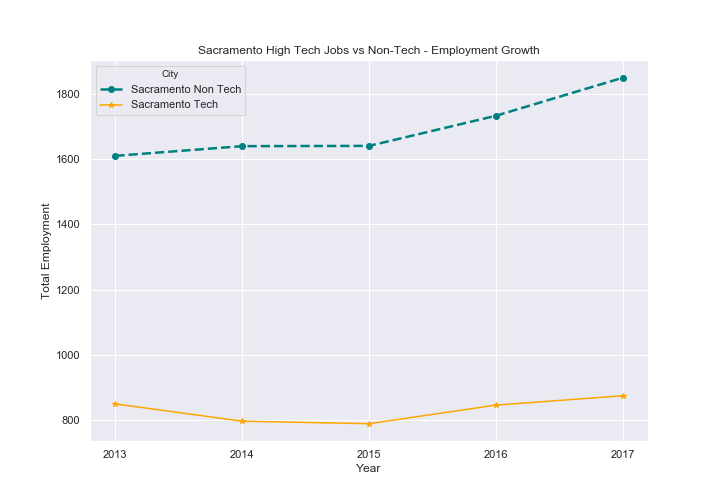 Sacramento High Tech Jobs vs Non-Tech - Employment Growth
City
Sacramento Non Tech
Sacramento Tech
Total Employment
1800
1600
1400
1200
1000
800
2013 2014 2015 2016 2017
Year